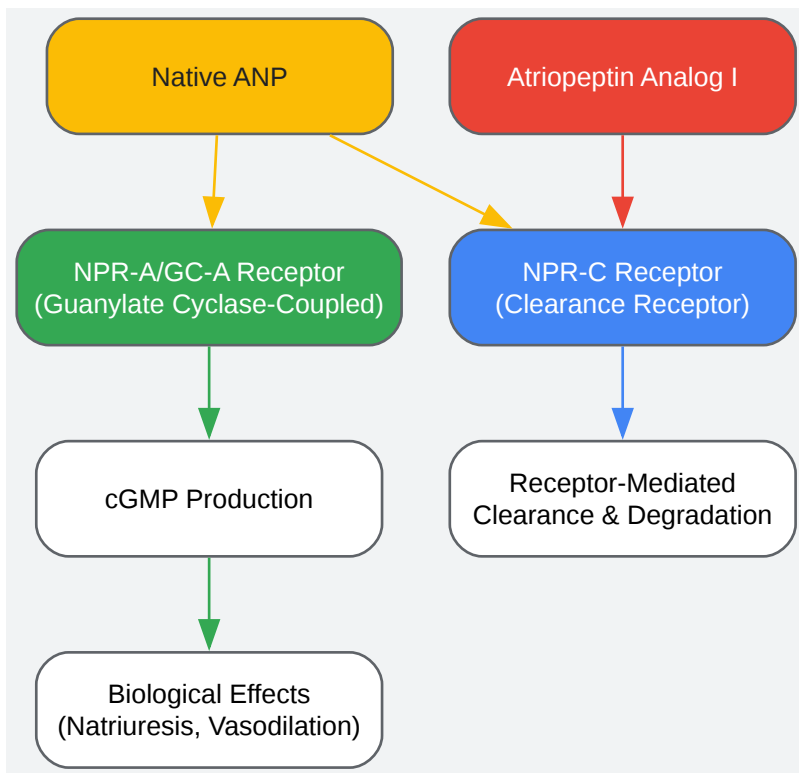 Native ANP
Atriopeptin Analog I
NPR-A/GC-A Receptor
(Guanylate Cyclase-Coupled)
NPR-C Receptor
(Clearance Receptor)
cGMP Production
Receptor-Mediated
Clearance & Degradation
Biological Effects
(Natriuresis, Vasodilation)